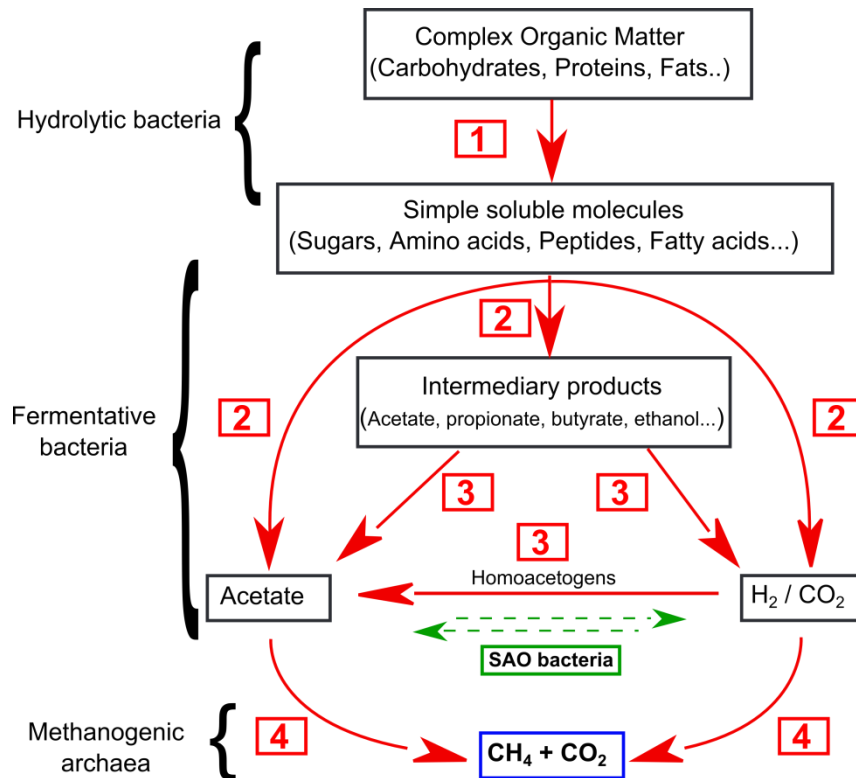 Complex Organic Matter
(Carbohydrates, Proteins, Fats..)
Hydrolytic bacteria
1
Simple soluble molecules
(Sugars, Amino acids, Peptides, Fatty acids...)
2
Intermediary products
(Acetate, propionate, butyrate, ethanol...)
Fermentative
bacteria
2
2
3
3
3
Homoacetogens
Acetate
H₂ / CO₂
SAO bacteria
Methanogenic
archaea
4
4
CH₄ + CO₂